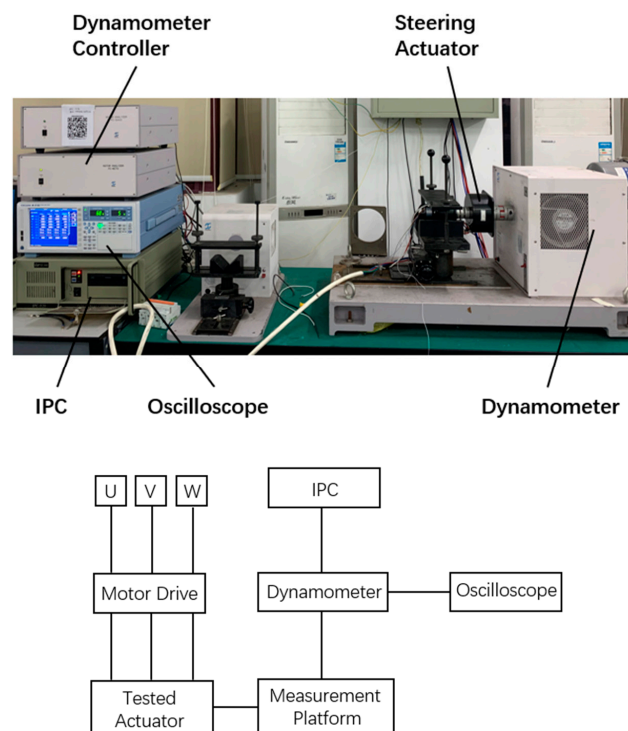 Dynamometer
Controller
Steering
Actuator
IPC
Oscilloscope
Dynamometer
U
V
W
IPC
Motor Drive
Dynamometer
Oscilloscope
Tested
Actuator
Measurement
Platform